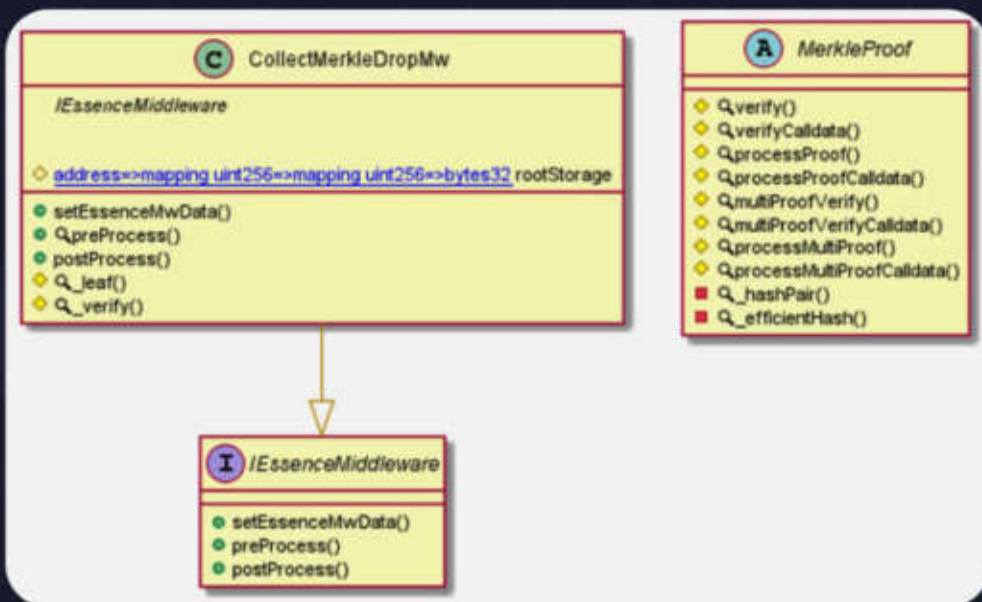 C CollectMerkleDropMw
IEssenceMiddleware
address=>mapping uint256=>mapping uint256=>bytes32 rootStorage
setEssenceMwData()
preProcess()
postProcess()
_leaf()
_verify()
A MerkleProof
verify()
verifyCalldata()
processProof()
processProofCalldata()
multiProofVerify()
multiProofVerifyCalldata()
processMultiProof()
processMultiProofCalldata()
_hashPair()
_efficientHash()
I IEssenceMiddleware
setEssenceMwData()
preProcess()
postProcess()